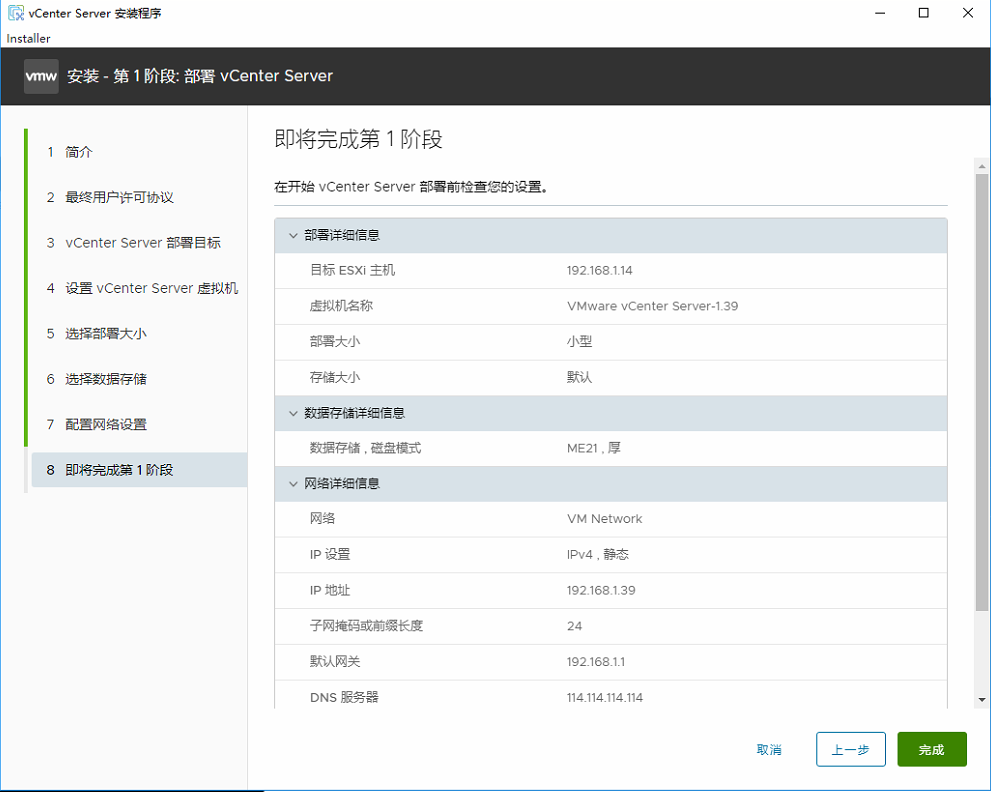 vCenter Server 安装程序
Installer
vmw 安装 - 第 1 阶段: 部署 vCenter Server
1 简介
2 最终用户许可协议
3 vCenter Server 部署目标
4 设置 vCenter Server 虚拟机
5 选择部署大小
6 选择数据存储
7 配置网络设置
8 即将完成第 1 阶段
即将完成第 1 阶段
在开始 vCenter Server 部署前检查您的设置。
部署详细信息
目标 ESXi 主机 192.168.1.14
虚拟机名称 VMware vCenter Server-1.39
部署大小 小型
存储大小 默认
数据存储详细信息
数据存储 , 磁盘模式 ME21 , 厚
网络详细信息
网络 VM Network
IP 设置 IPv4 , 静态
IP 地址 192.168.1.39
子网掩码或前缀长度 24
默认网关 192.168.1.1
DNS 服务器 114.114.114.114
取消 上一步 完成